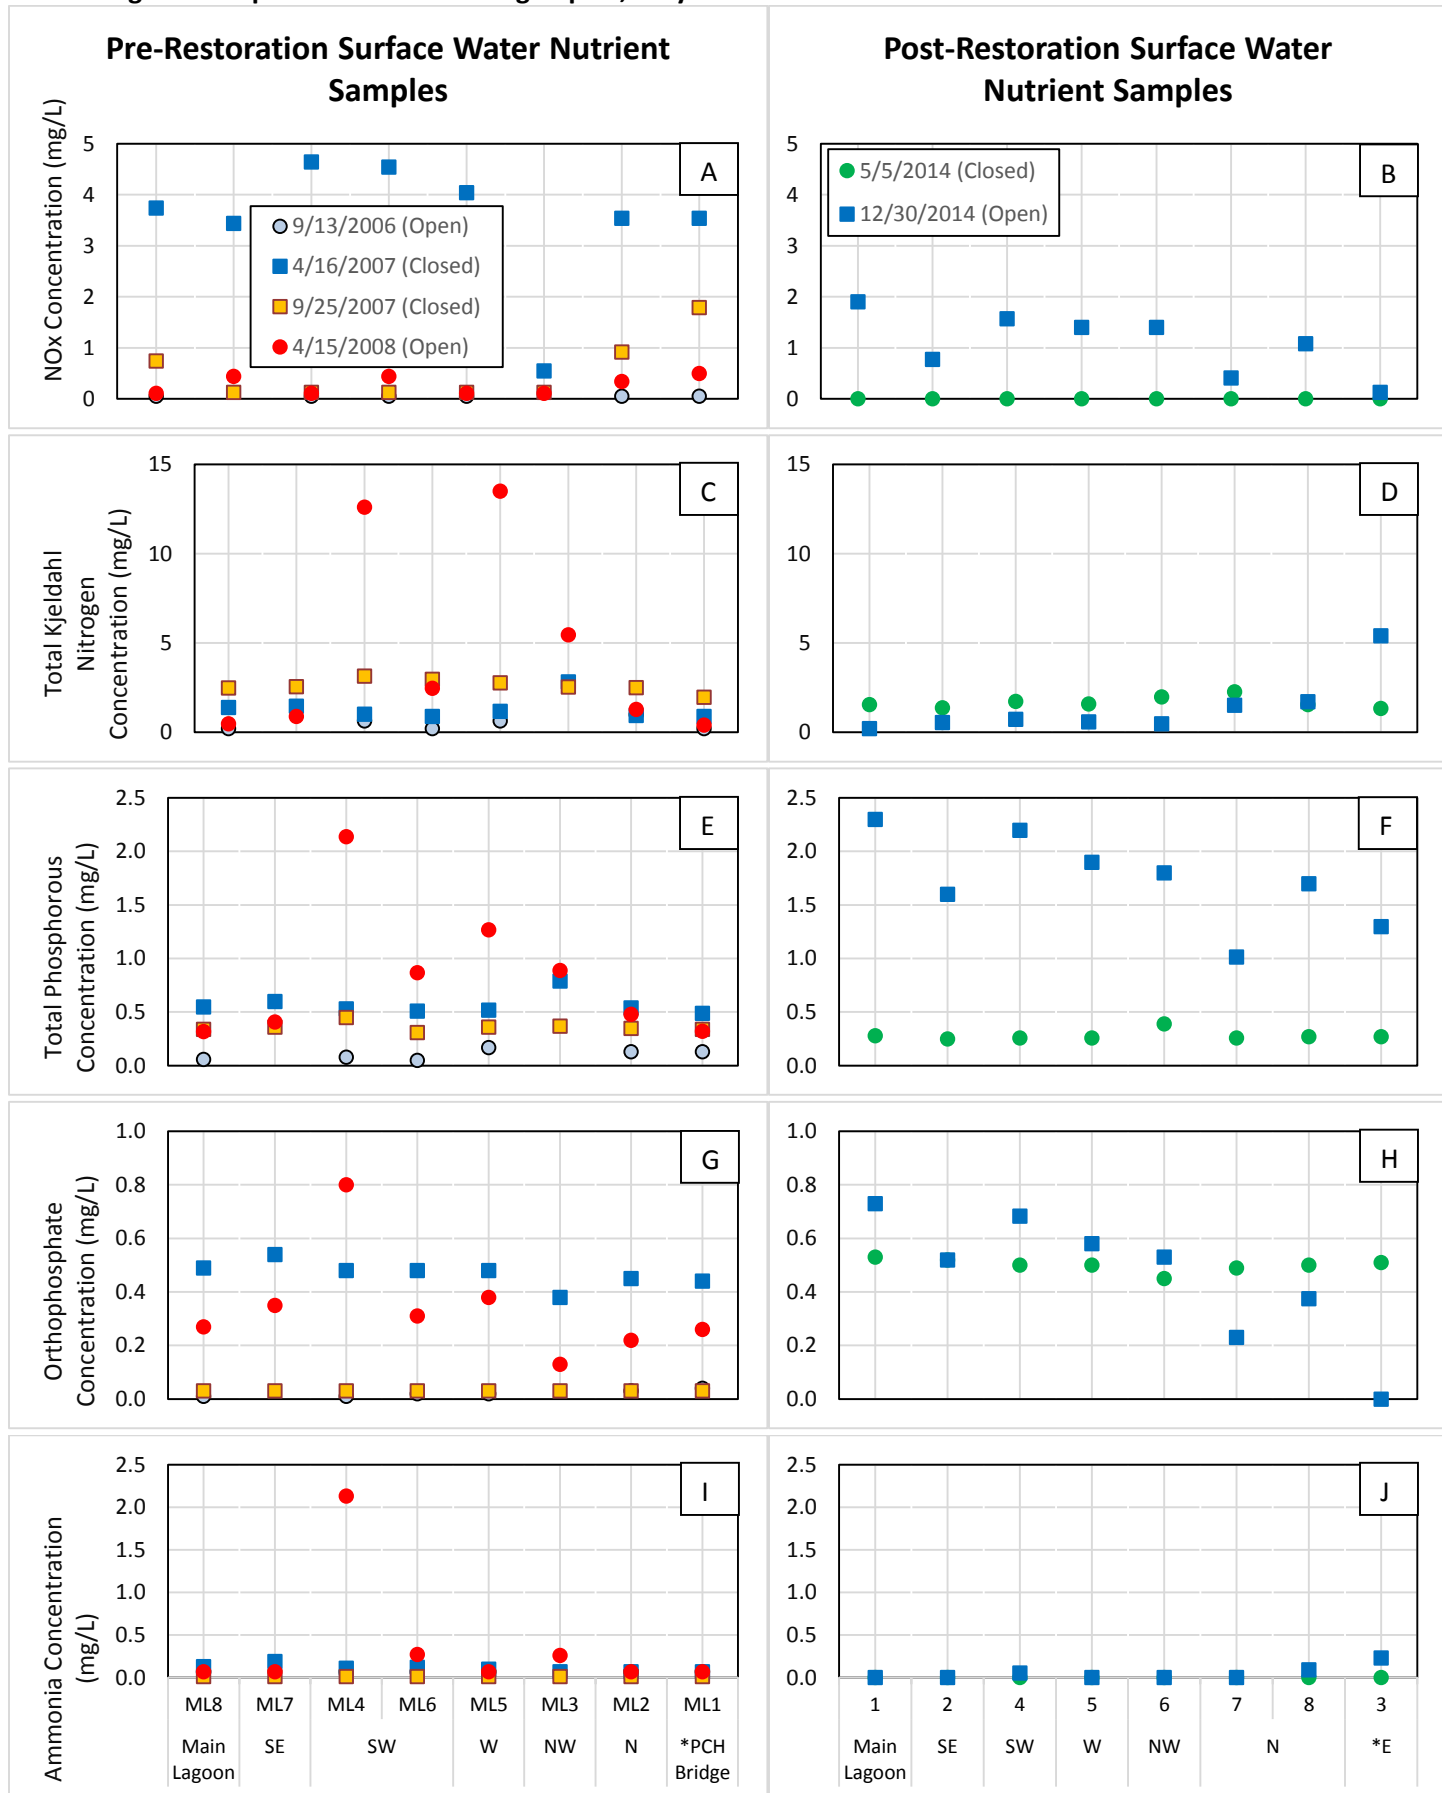 Pre-Restoration Surface Water Nutrient
Samples
Post-Restoration Surface Water
Nutrient Samples
NOx Concentration (mg/L)
5
4
3
2
1
0
A
9/13/2006 (Open)
4/16/2007 (Closed)
9/25/2007 (Closed)
4/15/2008 (Open)
5
4
3
2
1
0
B
5/5/2014 (Closed)
12/30/2014 (Open)
Total Kjeldahl
Nitrogen
Concentration (mg/L)
15
10
5
0
C
15
10
5
0
D
Total Phosphorous
Concentration (mg/L)
2.5
2.0
1.5
1.0
0.5
0.0
E
2.5
2.0
1.5
1.0
0.5
0.0
F
Orthophosphate
Concentration (mg/L)
1.0
0.8
0.6
0.4
0.2
0.0
G
1.0
0.8
0.6
0.4
0.2
0.0
H
Ammonia Concentration
(mg/L)
2.5
2.0
1.5
1.0
0.5
0.0
I
2.5
2.0
1.5
1.0
0.5
0.0
J
ML8 ML7 ML4 ML6 ML5 ML3 ML2 ML1
Main SE SW W NW N *PCH
Lagoon Bridge
1 2 4 5 6 7 8 3
Main SE SW W NW N *E
Lagoon